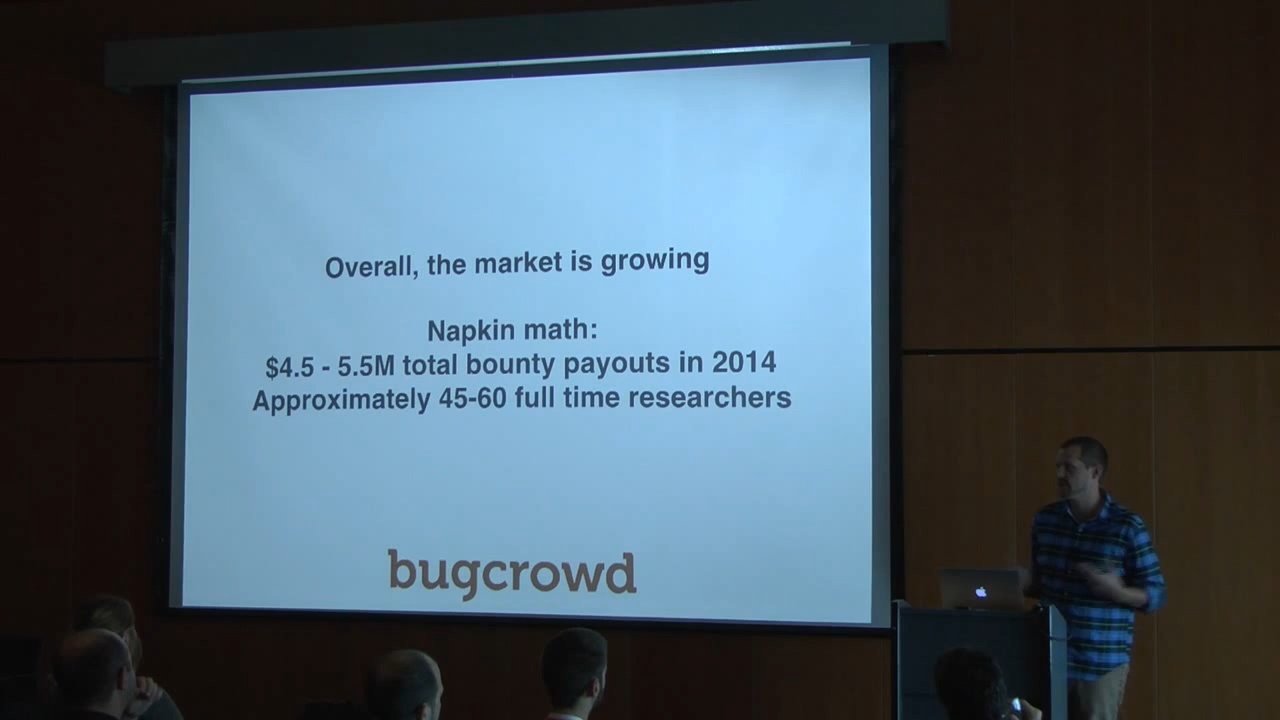 Overall, the market is growing
Napkin math:
$4.5 - 5.5M total bounty payouts in 2014
Approximately 45-60 full time researchers
bugcrowd